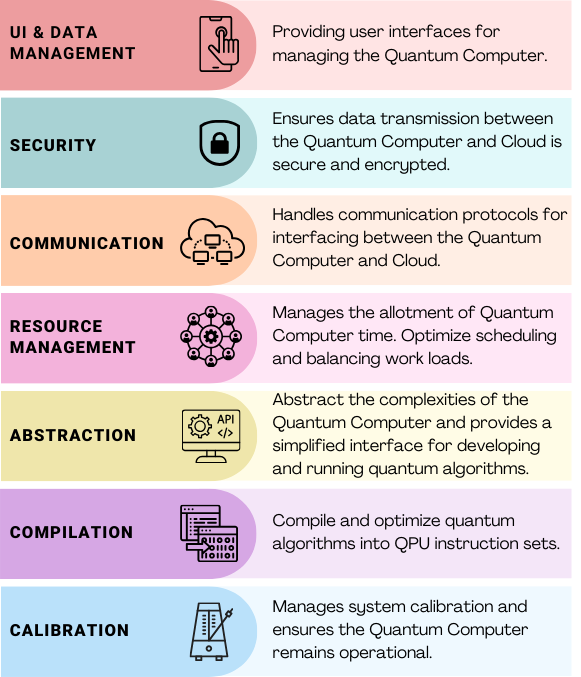 UI & DATA
MANAGEMENT
Providing user interfaces for
managing the Quantum Computer.
SECURITY
Ensures data transmission between
the Quantum Computer and Cloud is
secure and encrypted.
COMMUNICATION
Handles communication protocols for
interfacing between the Quantum
Computer and Cloud.
RESOURCE
MANAGEMENT
Manages the allotment of Quantum
Computer time. Optimize scheduling
and balancing work loads.
ABSTRACTION
API
</>
Abstract the complexities of the
Quantum Computer and provides a
simplified interface for developing
and running quantum algorithms.
COMPILATION
Compile and optimize quantum
algorithms into QPU instruction sets.
CALIBRATION
Manages system calibration and
ensures the Quantum Computer
remains operational.